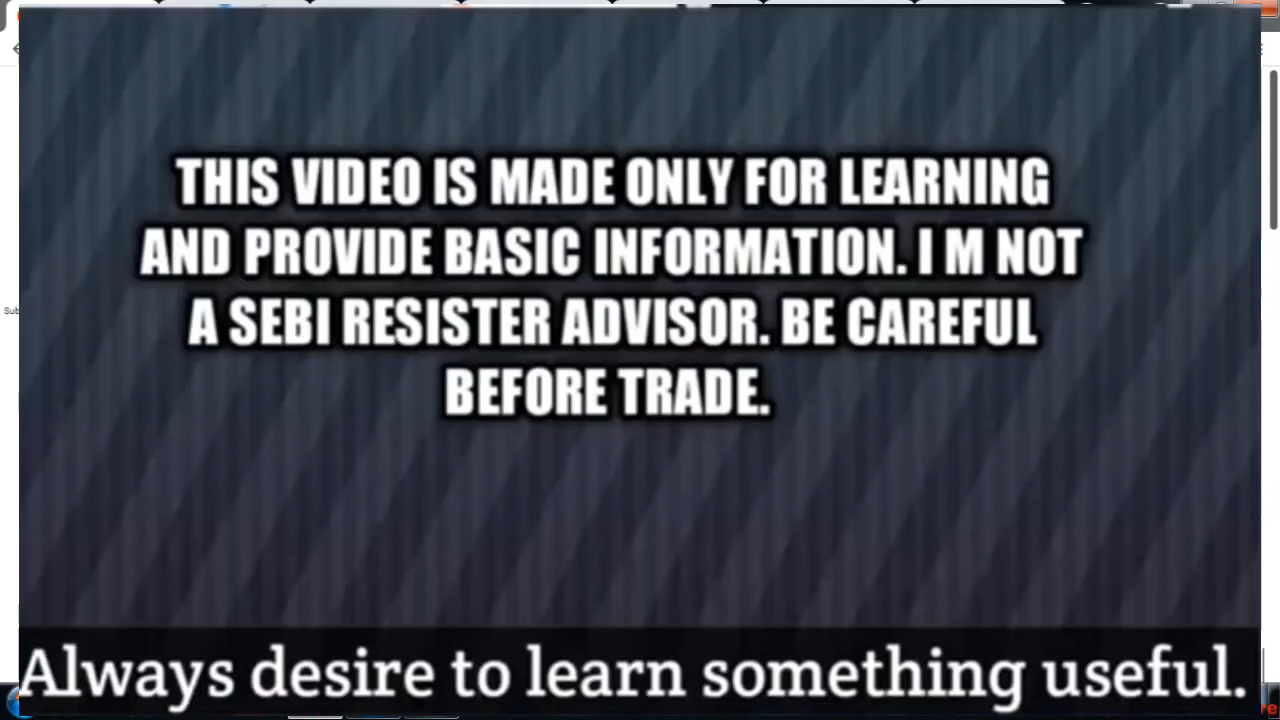 THIS VIDEO IS MADE ONLY FOR LEARNING
AND PROVIDE BASIC INFORMATION. I M NOT
A SEBI RESISTER ADVISOR. BE CAREFUL
BEFORE TRADE.
Always desire to learn something useful.